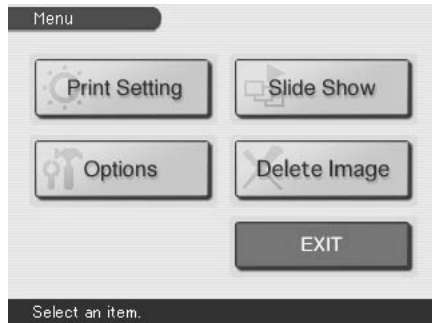 Menu
Print Setting
Slide Show
Options
Delete Image
EXIT
Select an item.